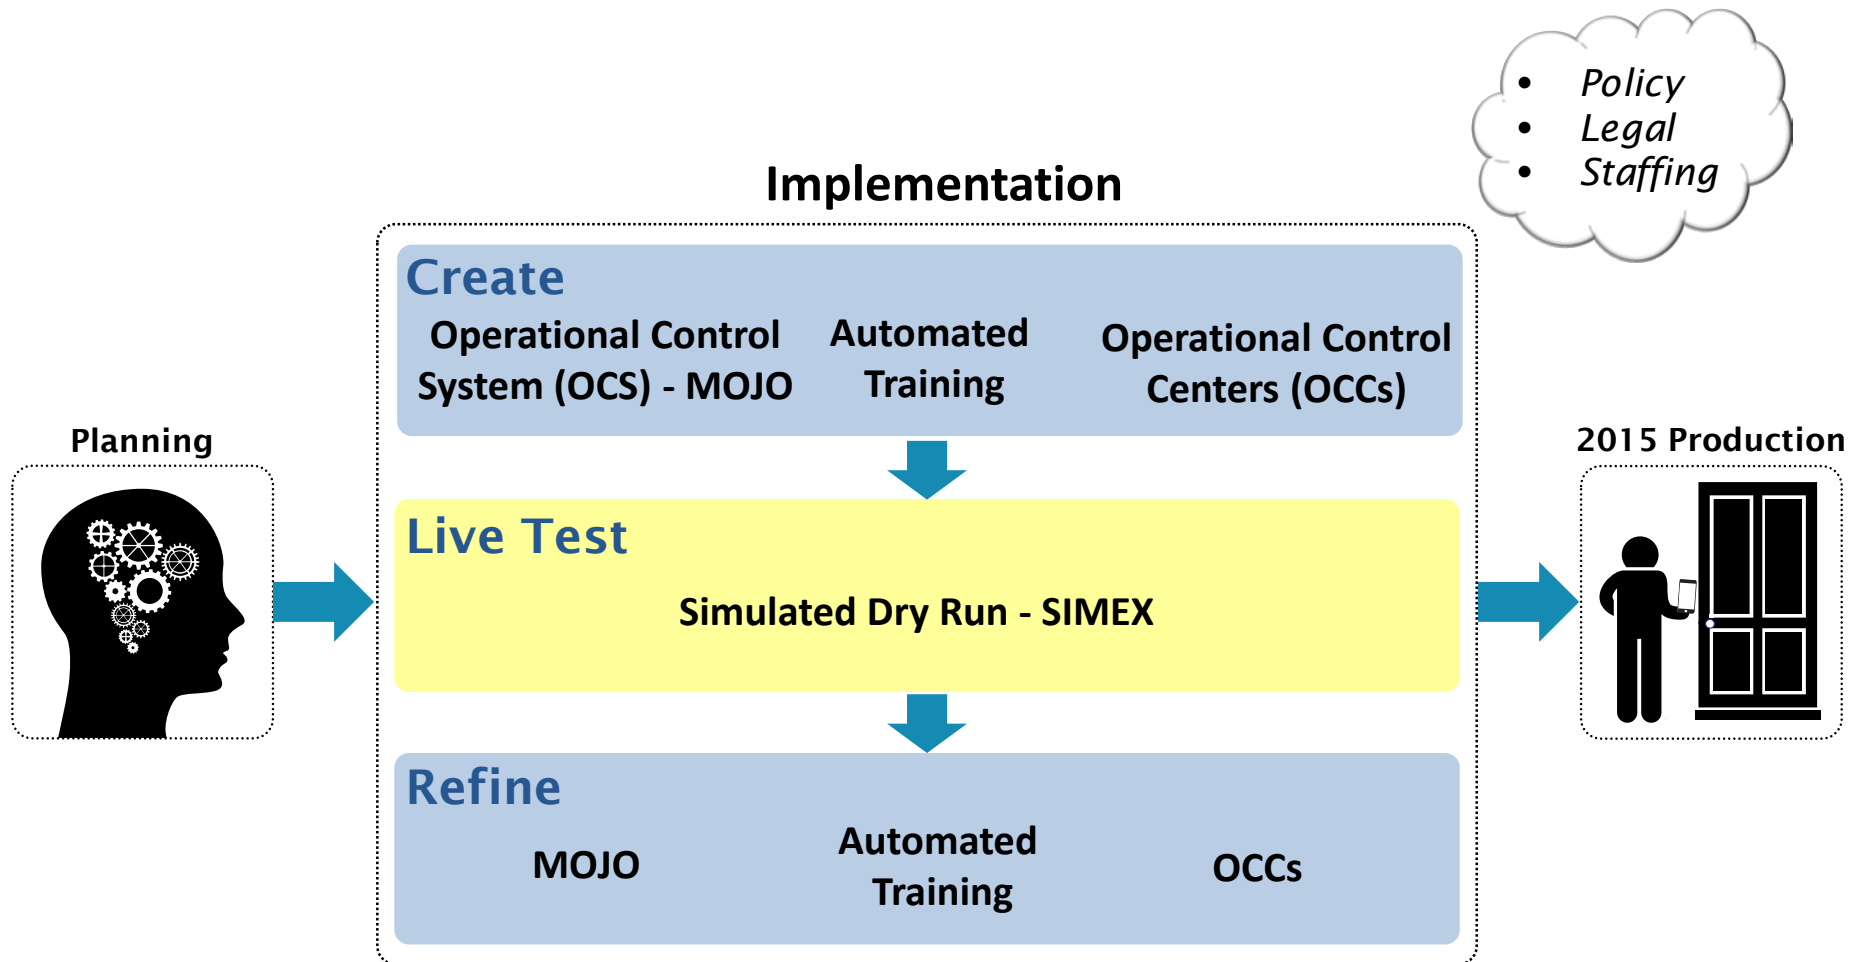 • Policy
• Legal
• Staffing
Implementation
Create
Operational Control
System (OCS) - MOJO
Automated
Training
Operational Control
Centers (OCCs)
Planning
2015 Production
Live Test
Simulated Dry Run - SIMEX
Refine
MOJO
Automated
Training
OCCs